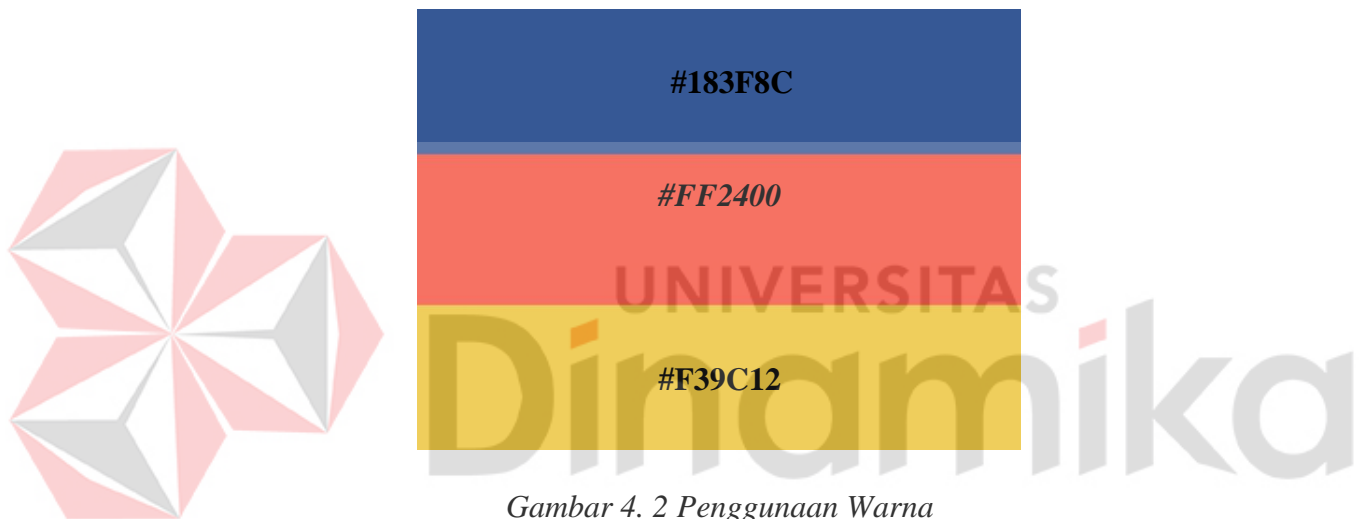 #183F8C
#FF2400
UNIVERSITAS
Dinamika
#F39C12
Gambar 4. 2 Penggunaan Warna